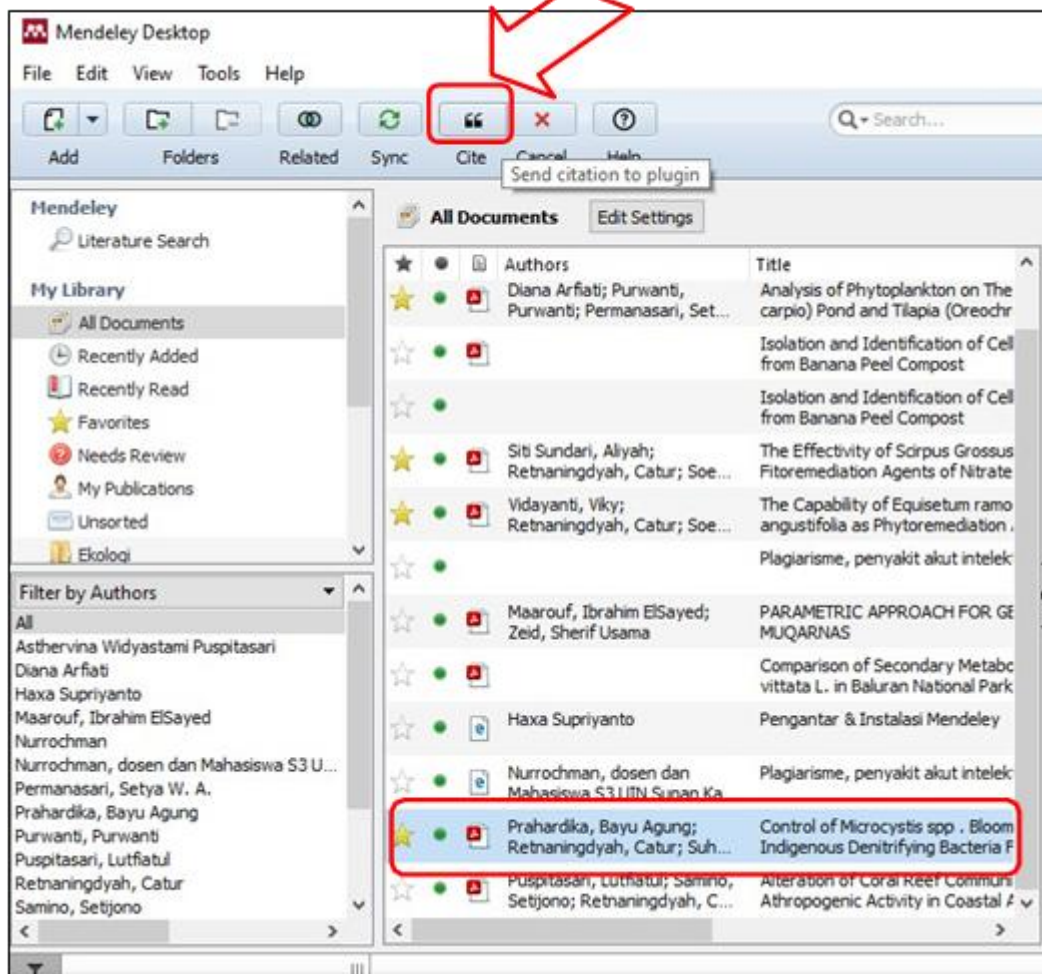 Mendeley Desktop
File Edit View Tools Help
Search...
Add Folders Related Sync Cite Cancel Help
Send citation to plugin
Mendeley
Literature Search
My Library
All Documents
Recently Added
Recently Read
Favorites
Needs Review
My Publications
Unsorted
Ekologi
Filter by Authors
All
Asthervina Widyastami Puspitasari
Diana Arfiati
Haxa Supriyanto
Maarouf, Ibrahim ElSayed
Nurrochman
Nurrochman, dosen dan Mahasiswa S3 U...
Permanasari, Setya W. A.
Prahardika, Bayu Agung
Purwanti, Purwanti
Puspitasari, Lutfiatul
Retnaningdyah, Catur
Samino, Setijono
All Documents Edit Settings
Authors Title
Diana Arfiati; Purwanti, Analysis of Phytoplankton on The
Purwanti; Permanasari, Set... carpio) Pond and Tilapia (Oreochr
Isolation and Identification of Cell
from Banana Peel Compost
Isolation and Identification of Cell
from Banana Peel Compost
Siti Sundari, Aliyah; The Effectivity of Scirpus Grossus
Retnaningdyah, Catur; Soe... Fitoremediation Agents of Nitrate
Vidayanti, Viky; The Capability of Equisetum ramo
Retnaningdyah, Catur; Soe... angustifolia as Phytoremediation .
Plagiarisme, penyakit akut intelek
Maarouf, Ibrahim ElSayed; PARAMETRIC APPROACH FOR GE
Zeid, Sherif Usama MUQARNAS
Comparison of Secondary Metabo
vittata L. in Baluran National Park
Haxa Supriyanto Pengantar & Instalasi Mendeley
Nurrochman, dosen dan Plagiarisme, penyakit akut intelek
Mahasiswa S3 UIN Sunan Ka
Prahardika, Bayu Agung; Control of Microcystis spp . Bloom
Retnaningdyah, Catur; Suh... Indigenous Denitrifying Bacteria F
Puspitasari, Lutfiatul; Samino, Alteration of Coral Reef Communi
Setijono; Retnaningdyah, C... Athropogenic Activity in Coastal A